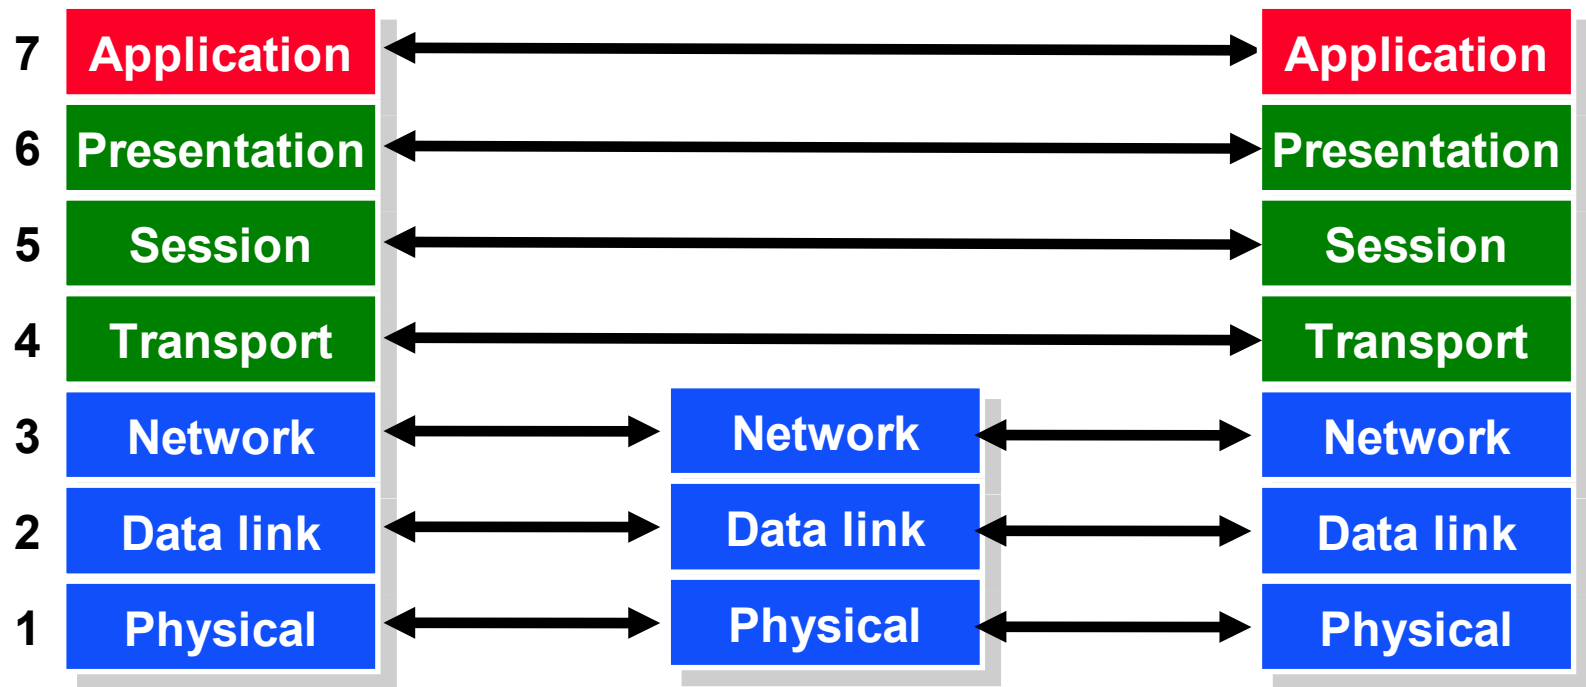 7 Application Application
6 Presentation Presentation
5 Session Session
4 Transport Transport
3 Network Network Network
2 Data link Data link Data link
1 Physical Physical Physical